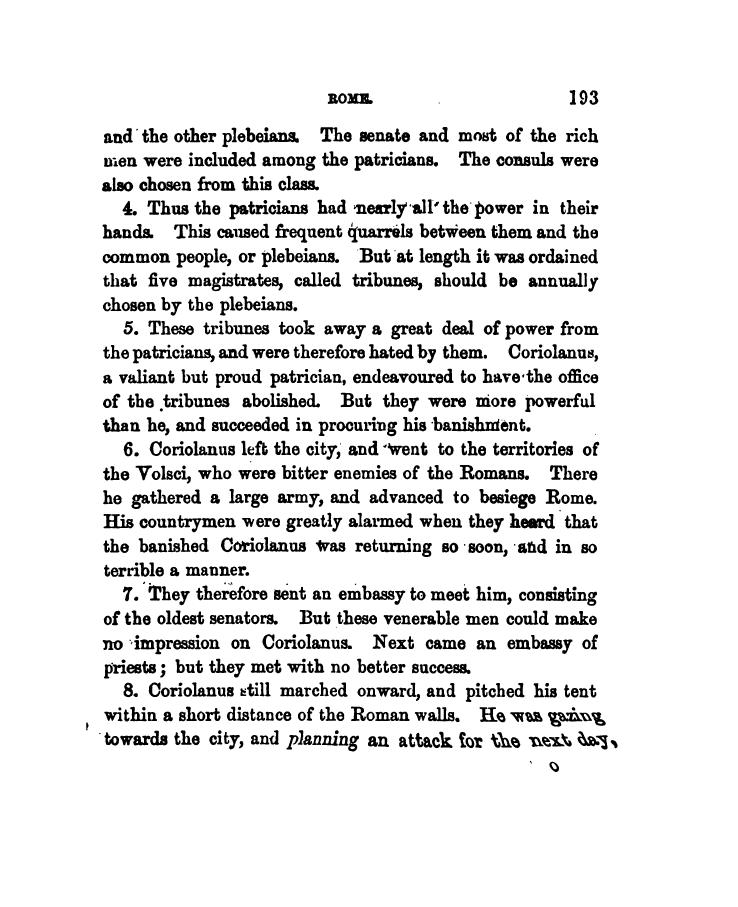 ROME. 193
and the other plebeians. The senate and most of the rich
men were included among the patricians. The consuls were
also chosen from this class.
4. Thus the patricians had nearly all the power in their
hands. This caused frequent quarrels between them and the
common people, or plebeians. But at length it was ordained
that five magistrates, called tribunes, should be annually
chosen by the plebeians.
5. These tribunes took away a great deal of power from
the patricians, and were therefore hated by them. Coriolanus,
a valiant but proud patrician, endeavoured to have the office
of the tribunes abolished. But they were more powerful
than he, and succeeded in procuring his banishment.
6. Coriolanus left the city, and went to the territories of
the Volsci, who were bitter enemies of the Romans. There
he gathered a large army, and advanced to besiege Rome.
His countrymen were greatly alarmed when they heard that
the banished Coriolanus was returning so soon, and in so
terrible a manner.
7. They therefore sent an embassy to meet him, consisting
of the oldest senators. But these venerable men could make
no impression on Coriolanus. Next came an embassy of
priests; but they met with no better success.
8. Coriolanus still marched onward, and pitched his tent
within a short distance of the Roman walls. He was gazing
towards the city, and planning an attack for the next day,
O